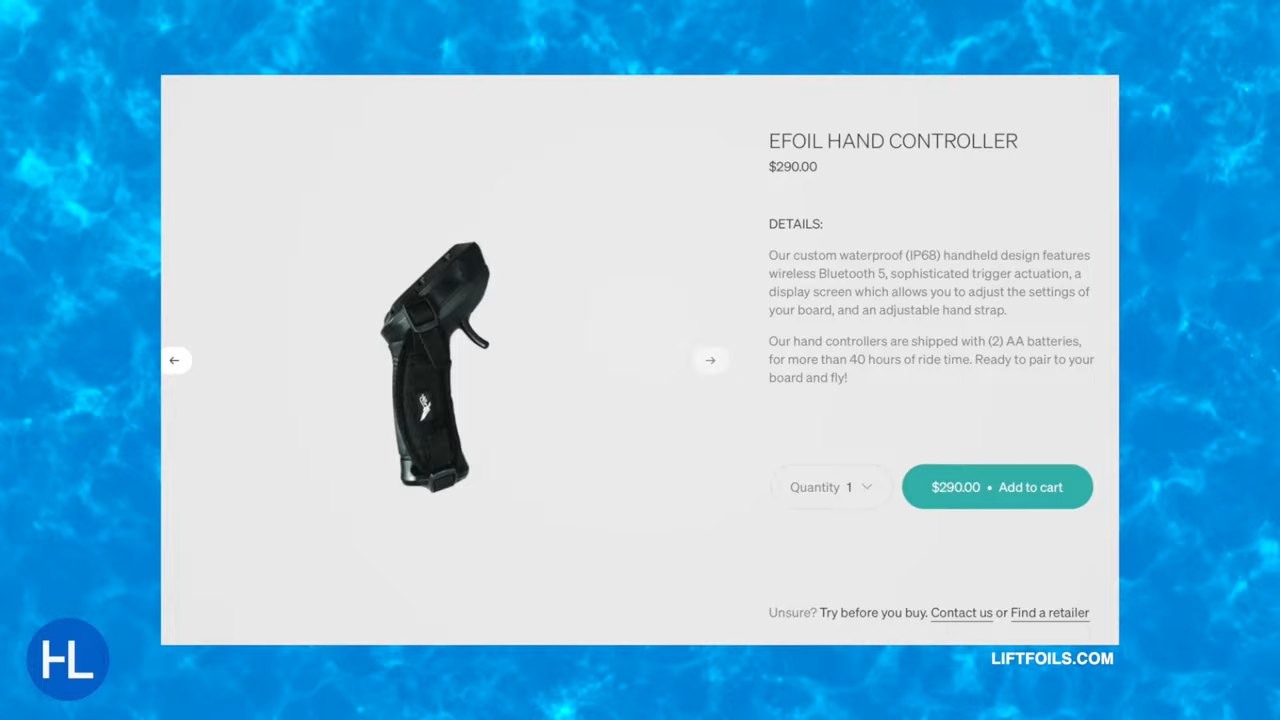 EFOIL HAND CONTROLLER
$290.00
DETAILS:
Our custom waterproof (IP68) handheld design features
wireless Bluetooth 5, sophisticated trigger actuation, a
display screen which allows you to adjust the settings of
your board, and an adjustable hand strap.
Our hand controllers are shipped with (2) AA batteries,
for more than 40 hours of ride time. Ready to pair to your
board and fly!
Quantity 1
$290.00 • Add to cart
Unsure? Try before you buy. Contact us or Find a retailer
LIFTFOILS.COM
HL